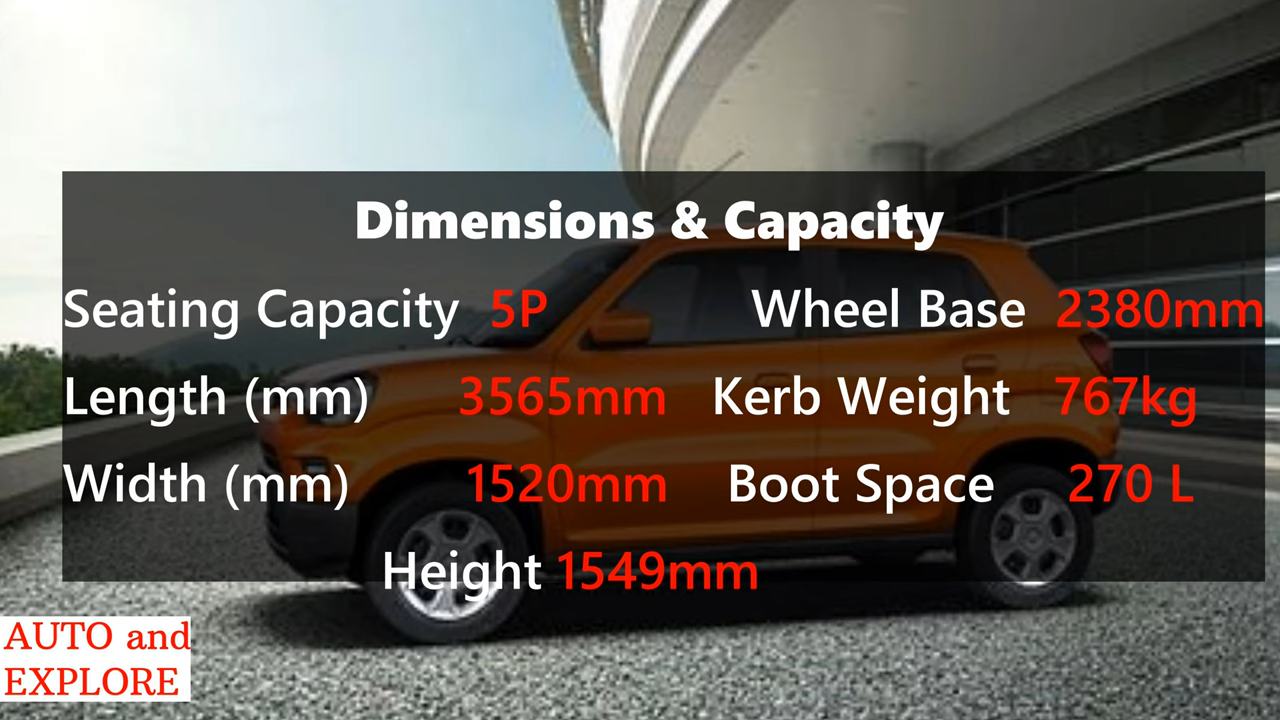 Dimensions & Capacity
Seating Capacity 5P Wheel Base 2380mm
Length (mm) 3565mm Kerb Weight 767kg
Width (mm) 1520mm Boot Space 270 L
Height 1549mm
AUTO and
EXPLORE